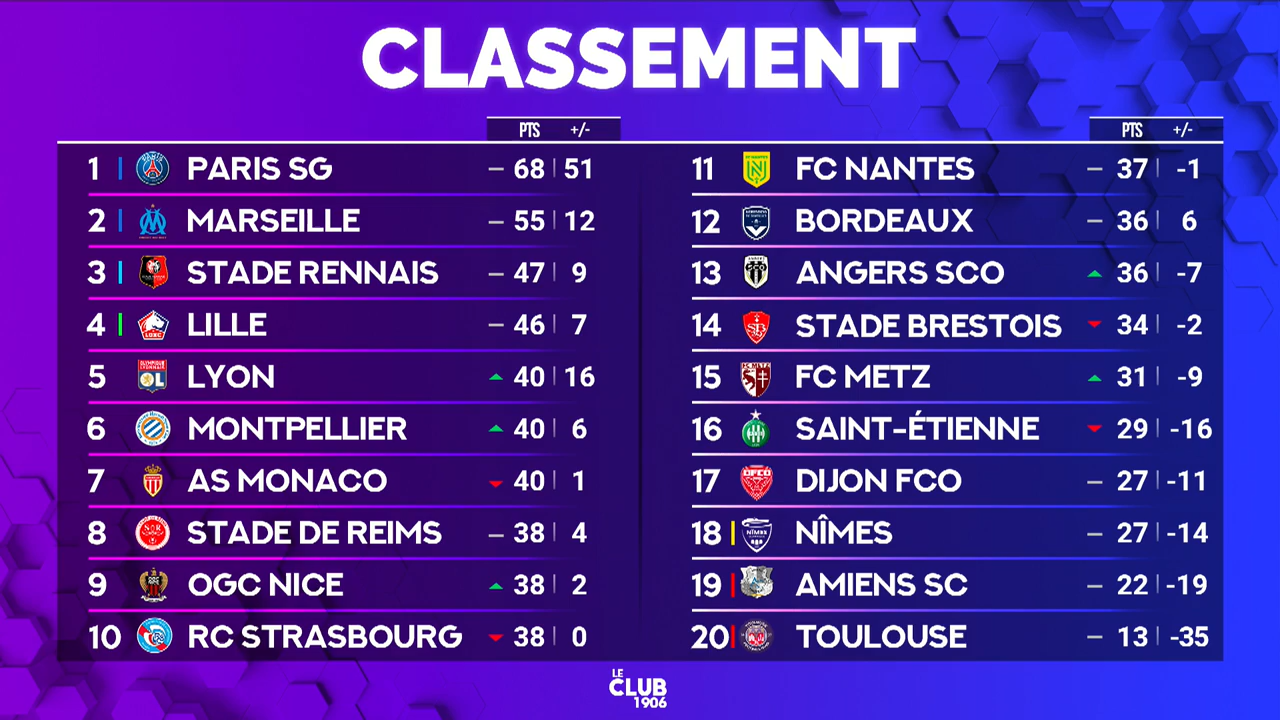 CLASSEMENT
PTS +/-
1 PARIS SG – 68 51
2 MARSEILLE – 55 12
3 STADE RENNAIS – 47 9
4 LILLE – 46 7
5 LYON 40 16
6 MONTPELLIER 40 6
7 AS MONACO 40 1
8 STADE DE REIMS – 38 4
9 OGC NICE 38 2
10 RC STRASBOURG 38 0
PTS +/-
11 FC NANTES – 37 -1
12 BORDEAUX – 36 6
13 ANGERS SCO 36 -7
14 STADE BRESTOIS 34 -2
15 FC METZ 31 -9
16 SAINT-ÉTIENNE 29 -16
17 DIJON FCO – 27 -11
18 NÎMES – 27 -14
19 AMIENS SC – 22 -19
20 TOULOUSE – 13 -35
LE
CLUB
1906